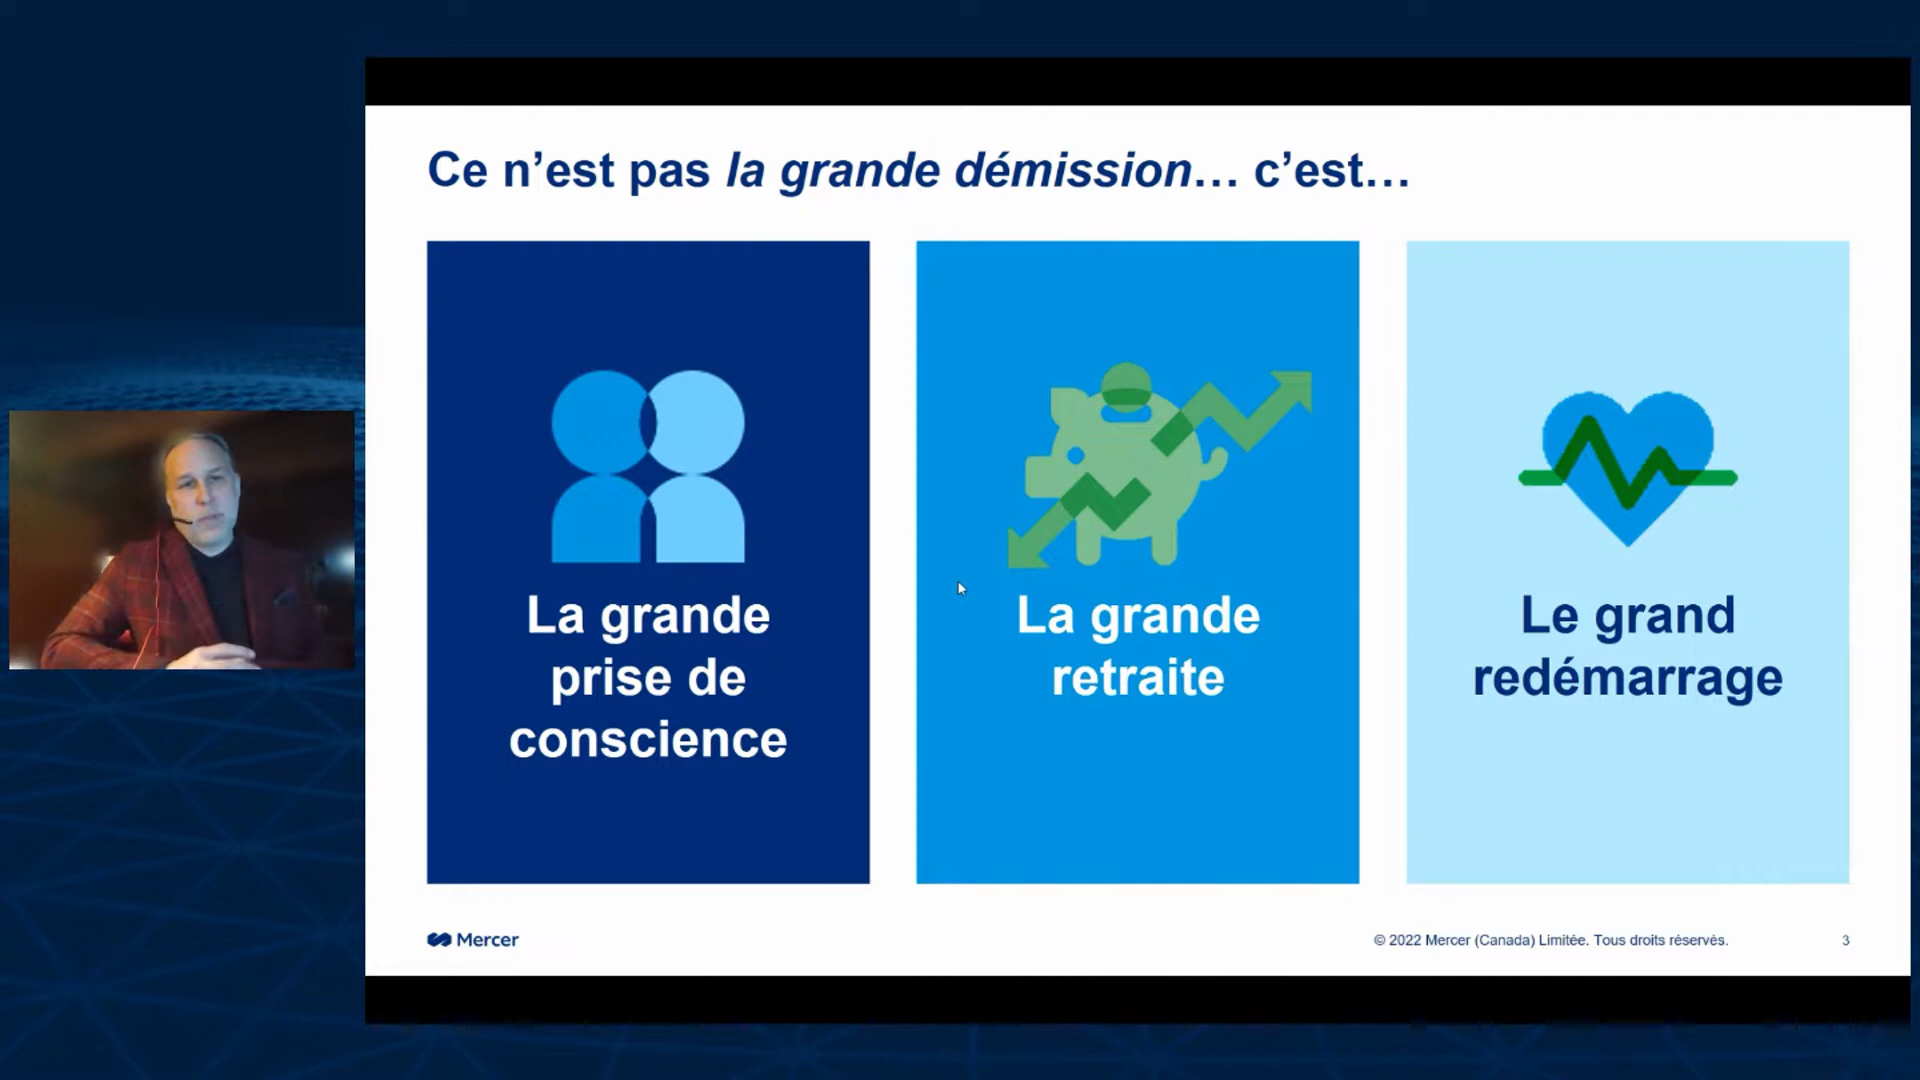 Ce n’est pas la grande démission… c’est…
La grande
prise de
conscience
La grande
retraite
Le grand
redémarrage
Mercer
© 2022 Mercer (Canada) Limitée. Tous droits réservés.
3